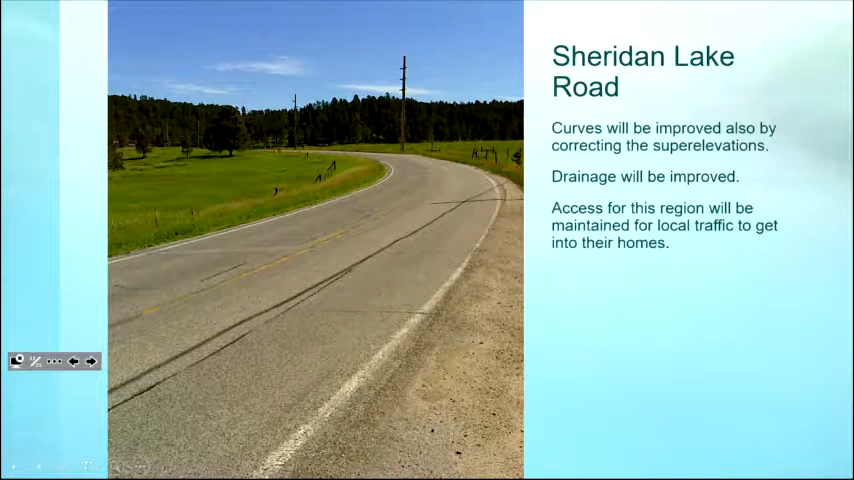 Sheridan Lake
Road
Curves will be improved also by
correcting the superelevations.
Drainage will be improved.
Access for this region will be
maintained for local traffic to get
into their homes.